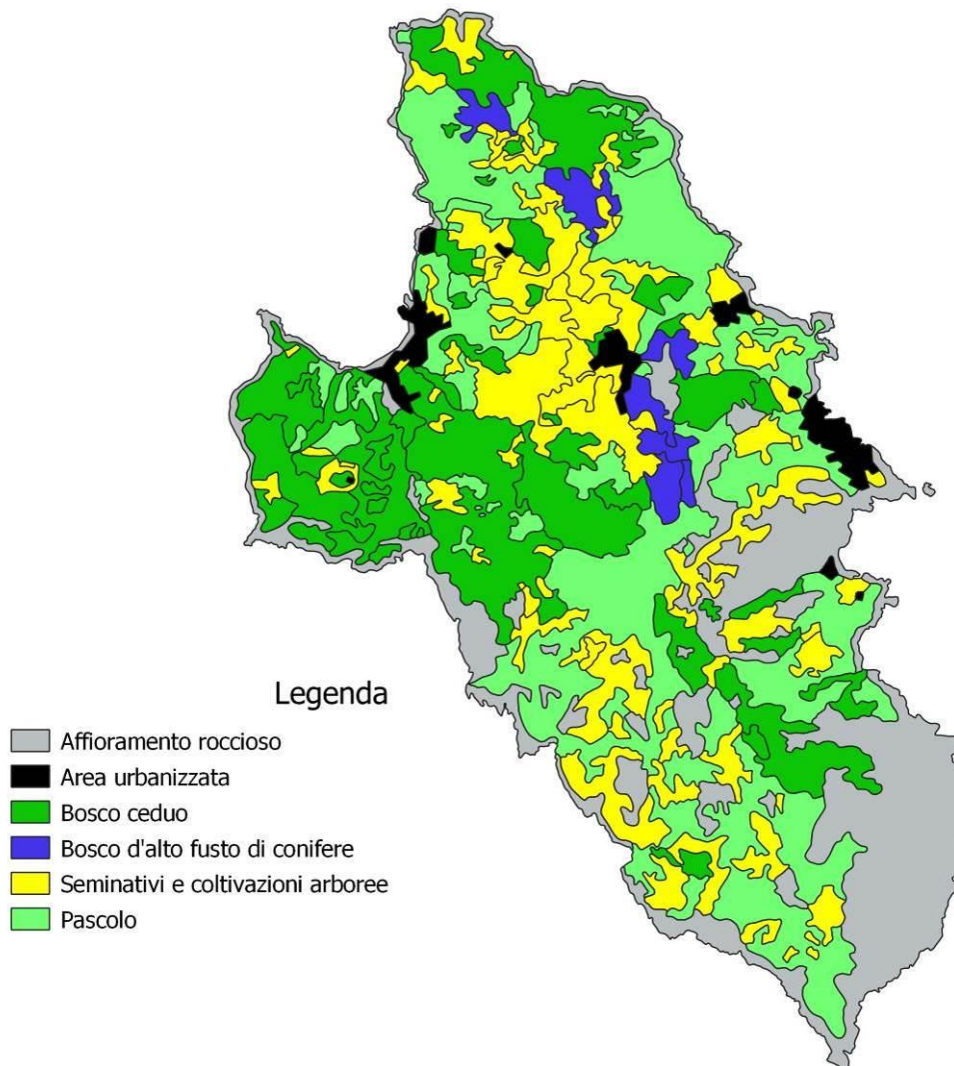 Legenda
Affioramento roccioso
Area urbanizzata
Bosco ceduo
Bosco d'alto fusto di conifere
Seminativi e coltivazioni arboree
Pascolo